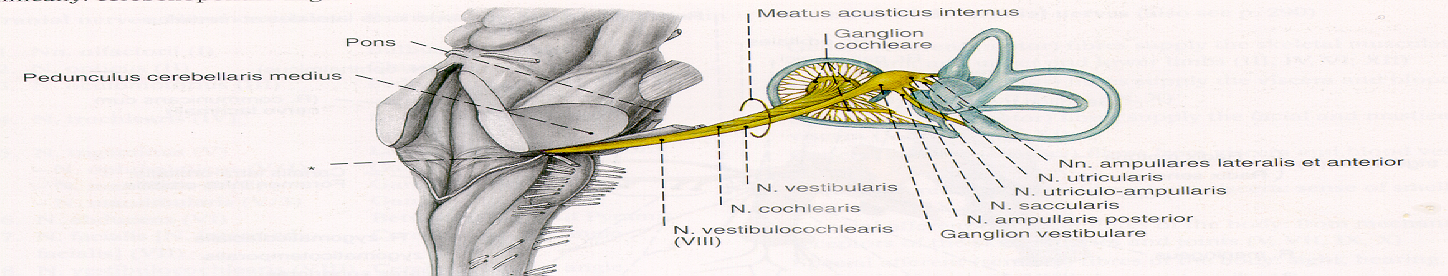 Meatus acusticus internus
Ganglion
cochleare
Pons
Pedunculus cerebellaris medius
*
Nn. ampullares lateralis et anterior
N. utricularis
N. utriculo-ampullaris
N. saccularis
N. ampullaris posterior
Ganglion vestibulare
N. vestibularis
N. cochlearis
N. vestibulocochlearis
(VIII)